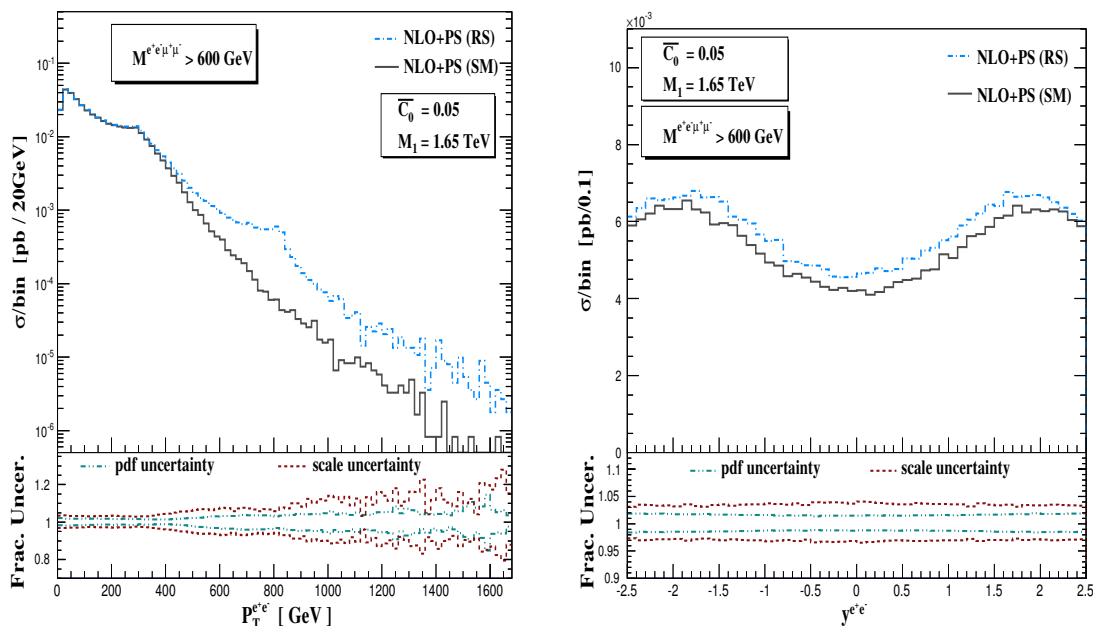 M^{e⁺e⁻μ⁺μ⁻} > 600 GeV
NLO+PS (RS)
NLO+PS (SM)
C̅₀ = 0.05
M₁ = 1.65 TeV
σ/bin [pb / 20GeV]
10⁻¹
10⁻²
10⁻³
10⁻⁴
10⁻⁵
10⁻⁶
pdf uncertainty
scale uncertainty
Frac. Uncer.
1.2
1
0.8
0 200 400 600 800 1000 1200 1400 1600
P_T^{e⁺e⁻} [ GeV ]
×10⁻³
C̅₀ = 0.05
M₁ = 1.65 TeV
M^{e⁺e⁻μ⁺μ⁻} > 600 GeV
NLO+PS (RS)
NLO+PS (SM)
σ/bin [pb/0.1]
10
8
6
4
2
0
pdf uncertainty
scale uncertainty
Frac. Uncer.
1.1
1.05
1
0.95
0.9
-2.5 -2 -1.5 -1 -0.5 0 0.5 1 1.5 2 2.5
y^{e⁺e⁻}